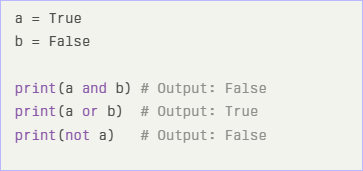 a = True
b = False

print(a and b) # Output: False
print(a or b)  # Output: True
print(not a)   # Output: False